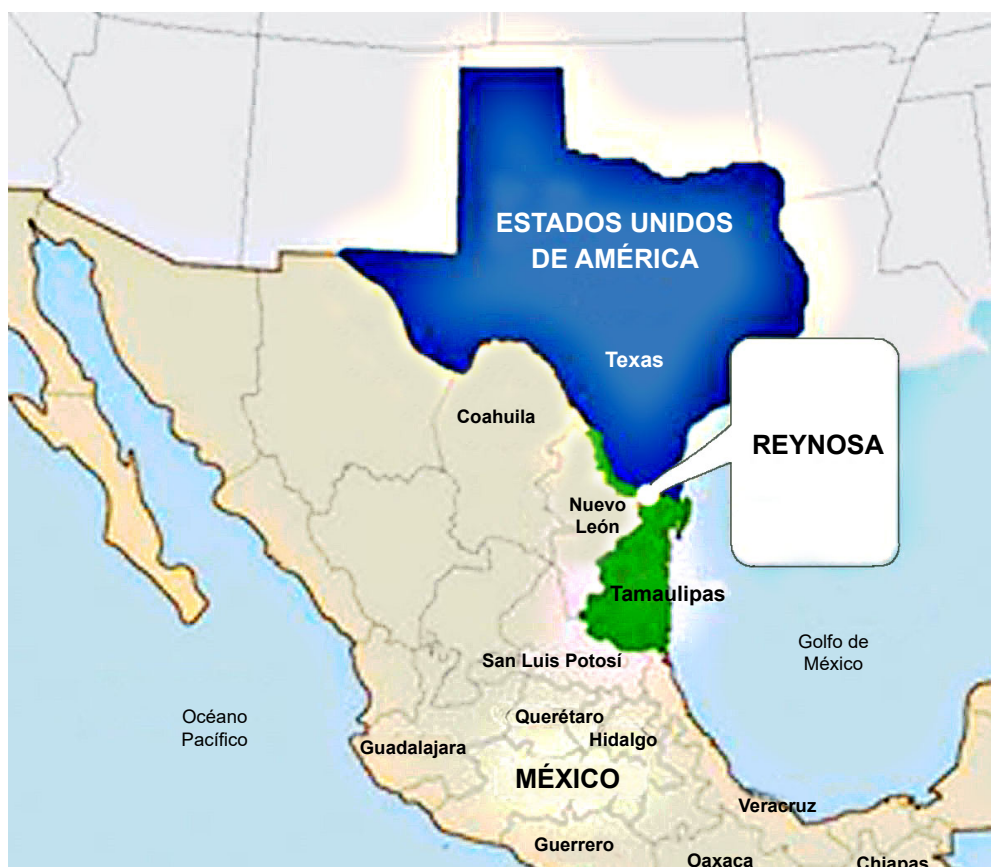 ESTADOS UNIDOS
DE AMÉRICA
Texas
REYNOSA
Coahuila
Nuevo
León
Tamaulipas
Golfo de
México
San Luis Potosí
Océano
Pacífico
Querétaro
Hidalgo
Guadalajara
MÉXICO
Veracruz
Guerrero
Oaxaca
Chiapas